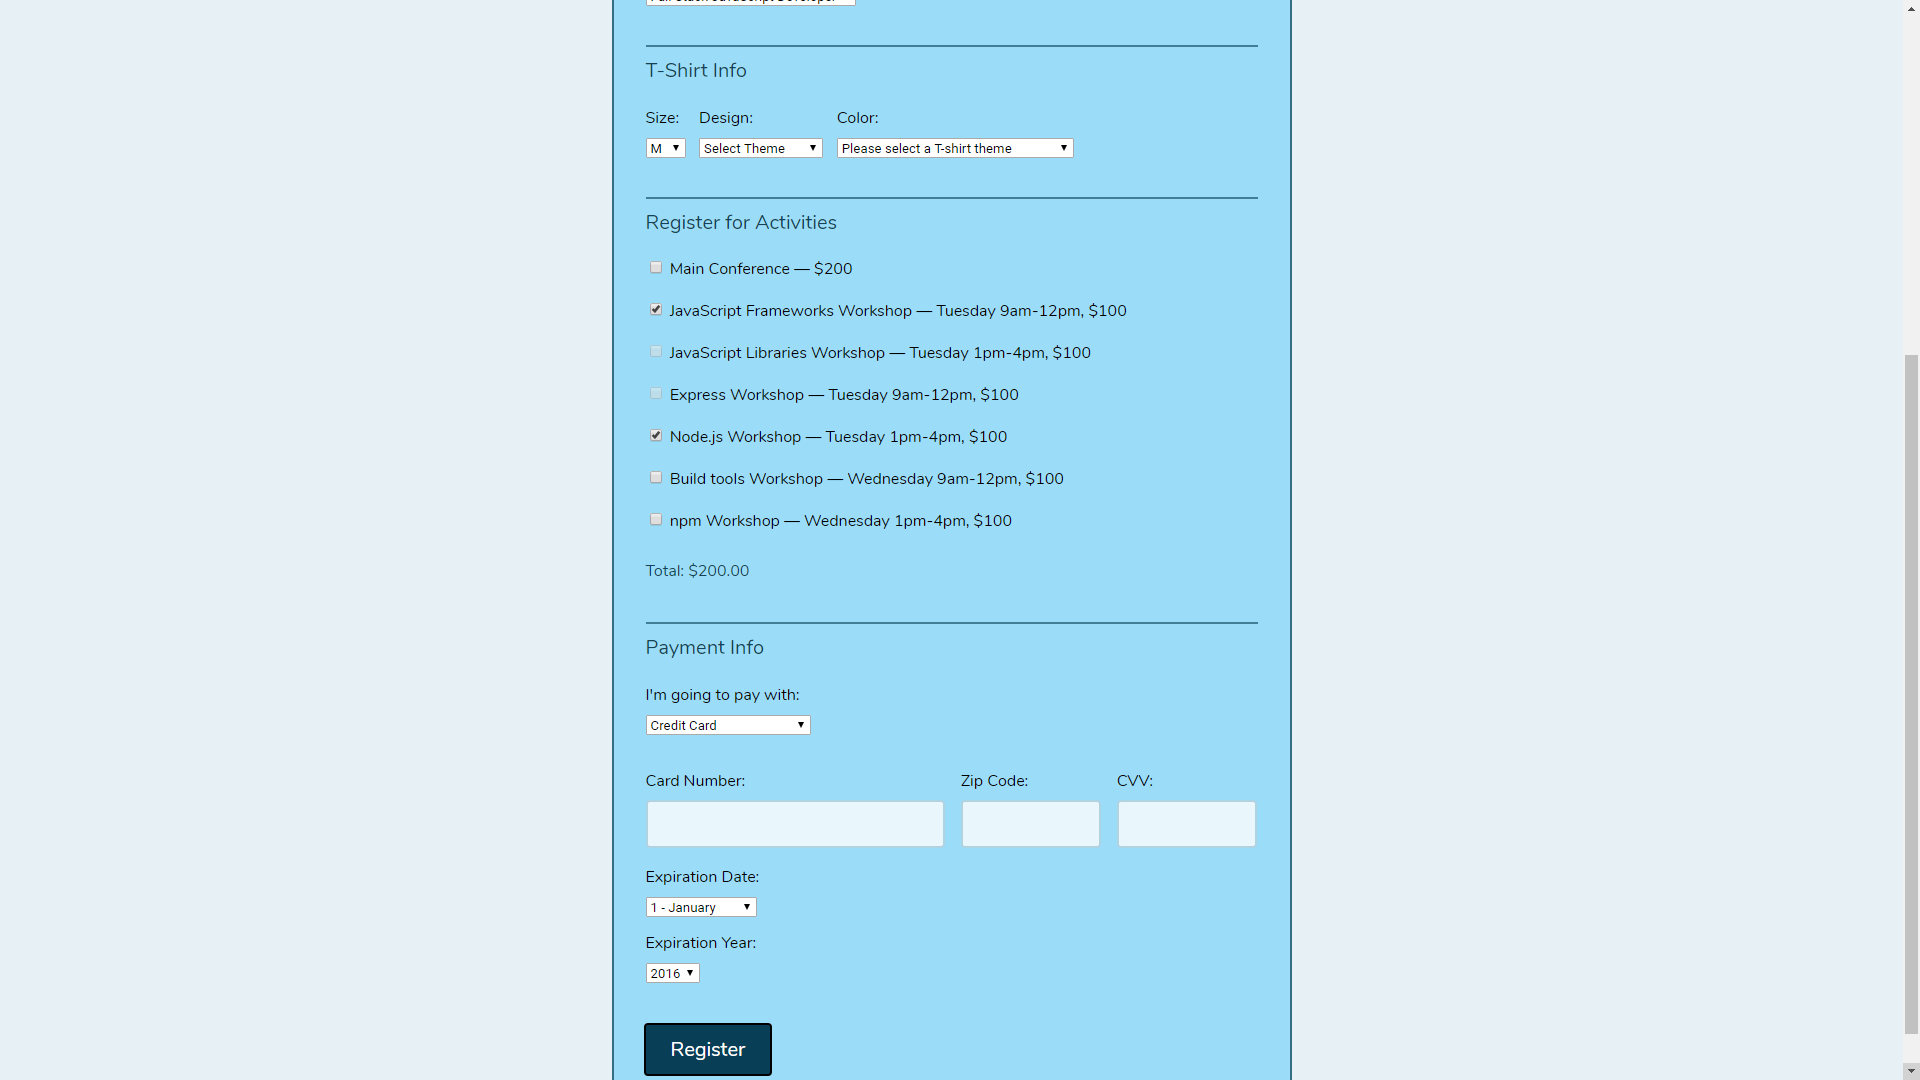 T-Shirt Info
Size: Design: Color:
M Select Theme Please select a T-shirt theme
Register for Activities
Main Conference — $200
JavaScript Frameworks Workshop — Tuesday 9am-12pm, $100
JavaScript Libraries Workshop — Tuesday 1pm-4pm, $100
Express Workshop — Tuesday 9am-12pm, $100
Node.js Workshop — Tuesday 1pm-4pm, $100
Build tools Workshop — Wednesday 9am-12pm, $100
npm Workshop — Wednesday 1pm-4pm, $100
Total: $200.00
Payment Info
I'm going to pay with:
Credit Card
Card Number: Zip Code: CVV:
Expiration Date:
1 - January
Expiration Year:
2016
Register